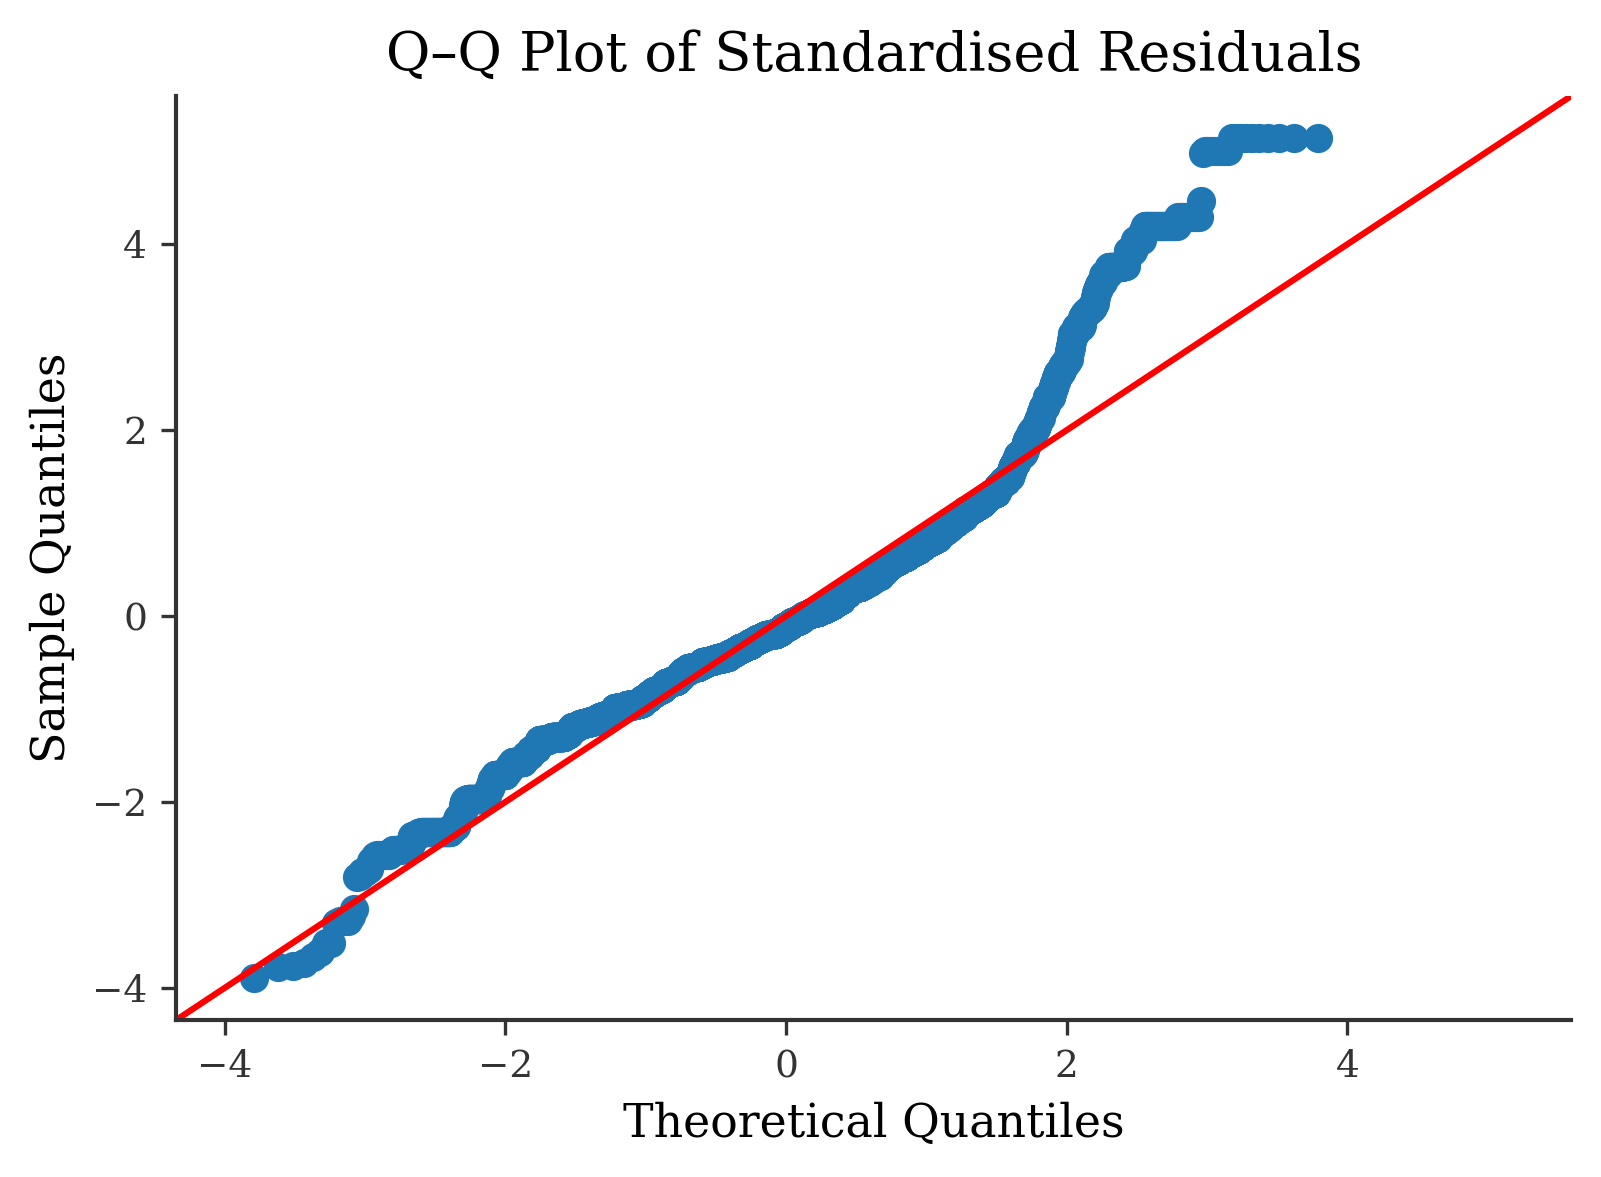 Q–Q Plot of Standardised Residuals
Sample Quantiles
4
2
0
−2
−4
−4 −2 0 2 4
Theoretical Quantiles